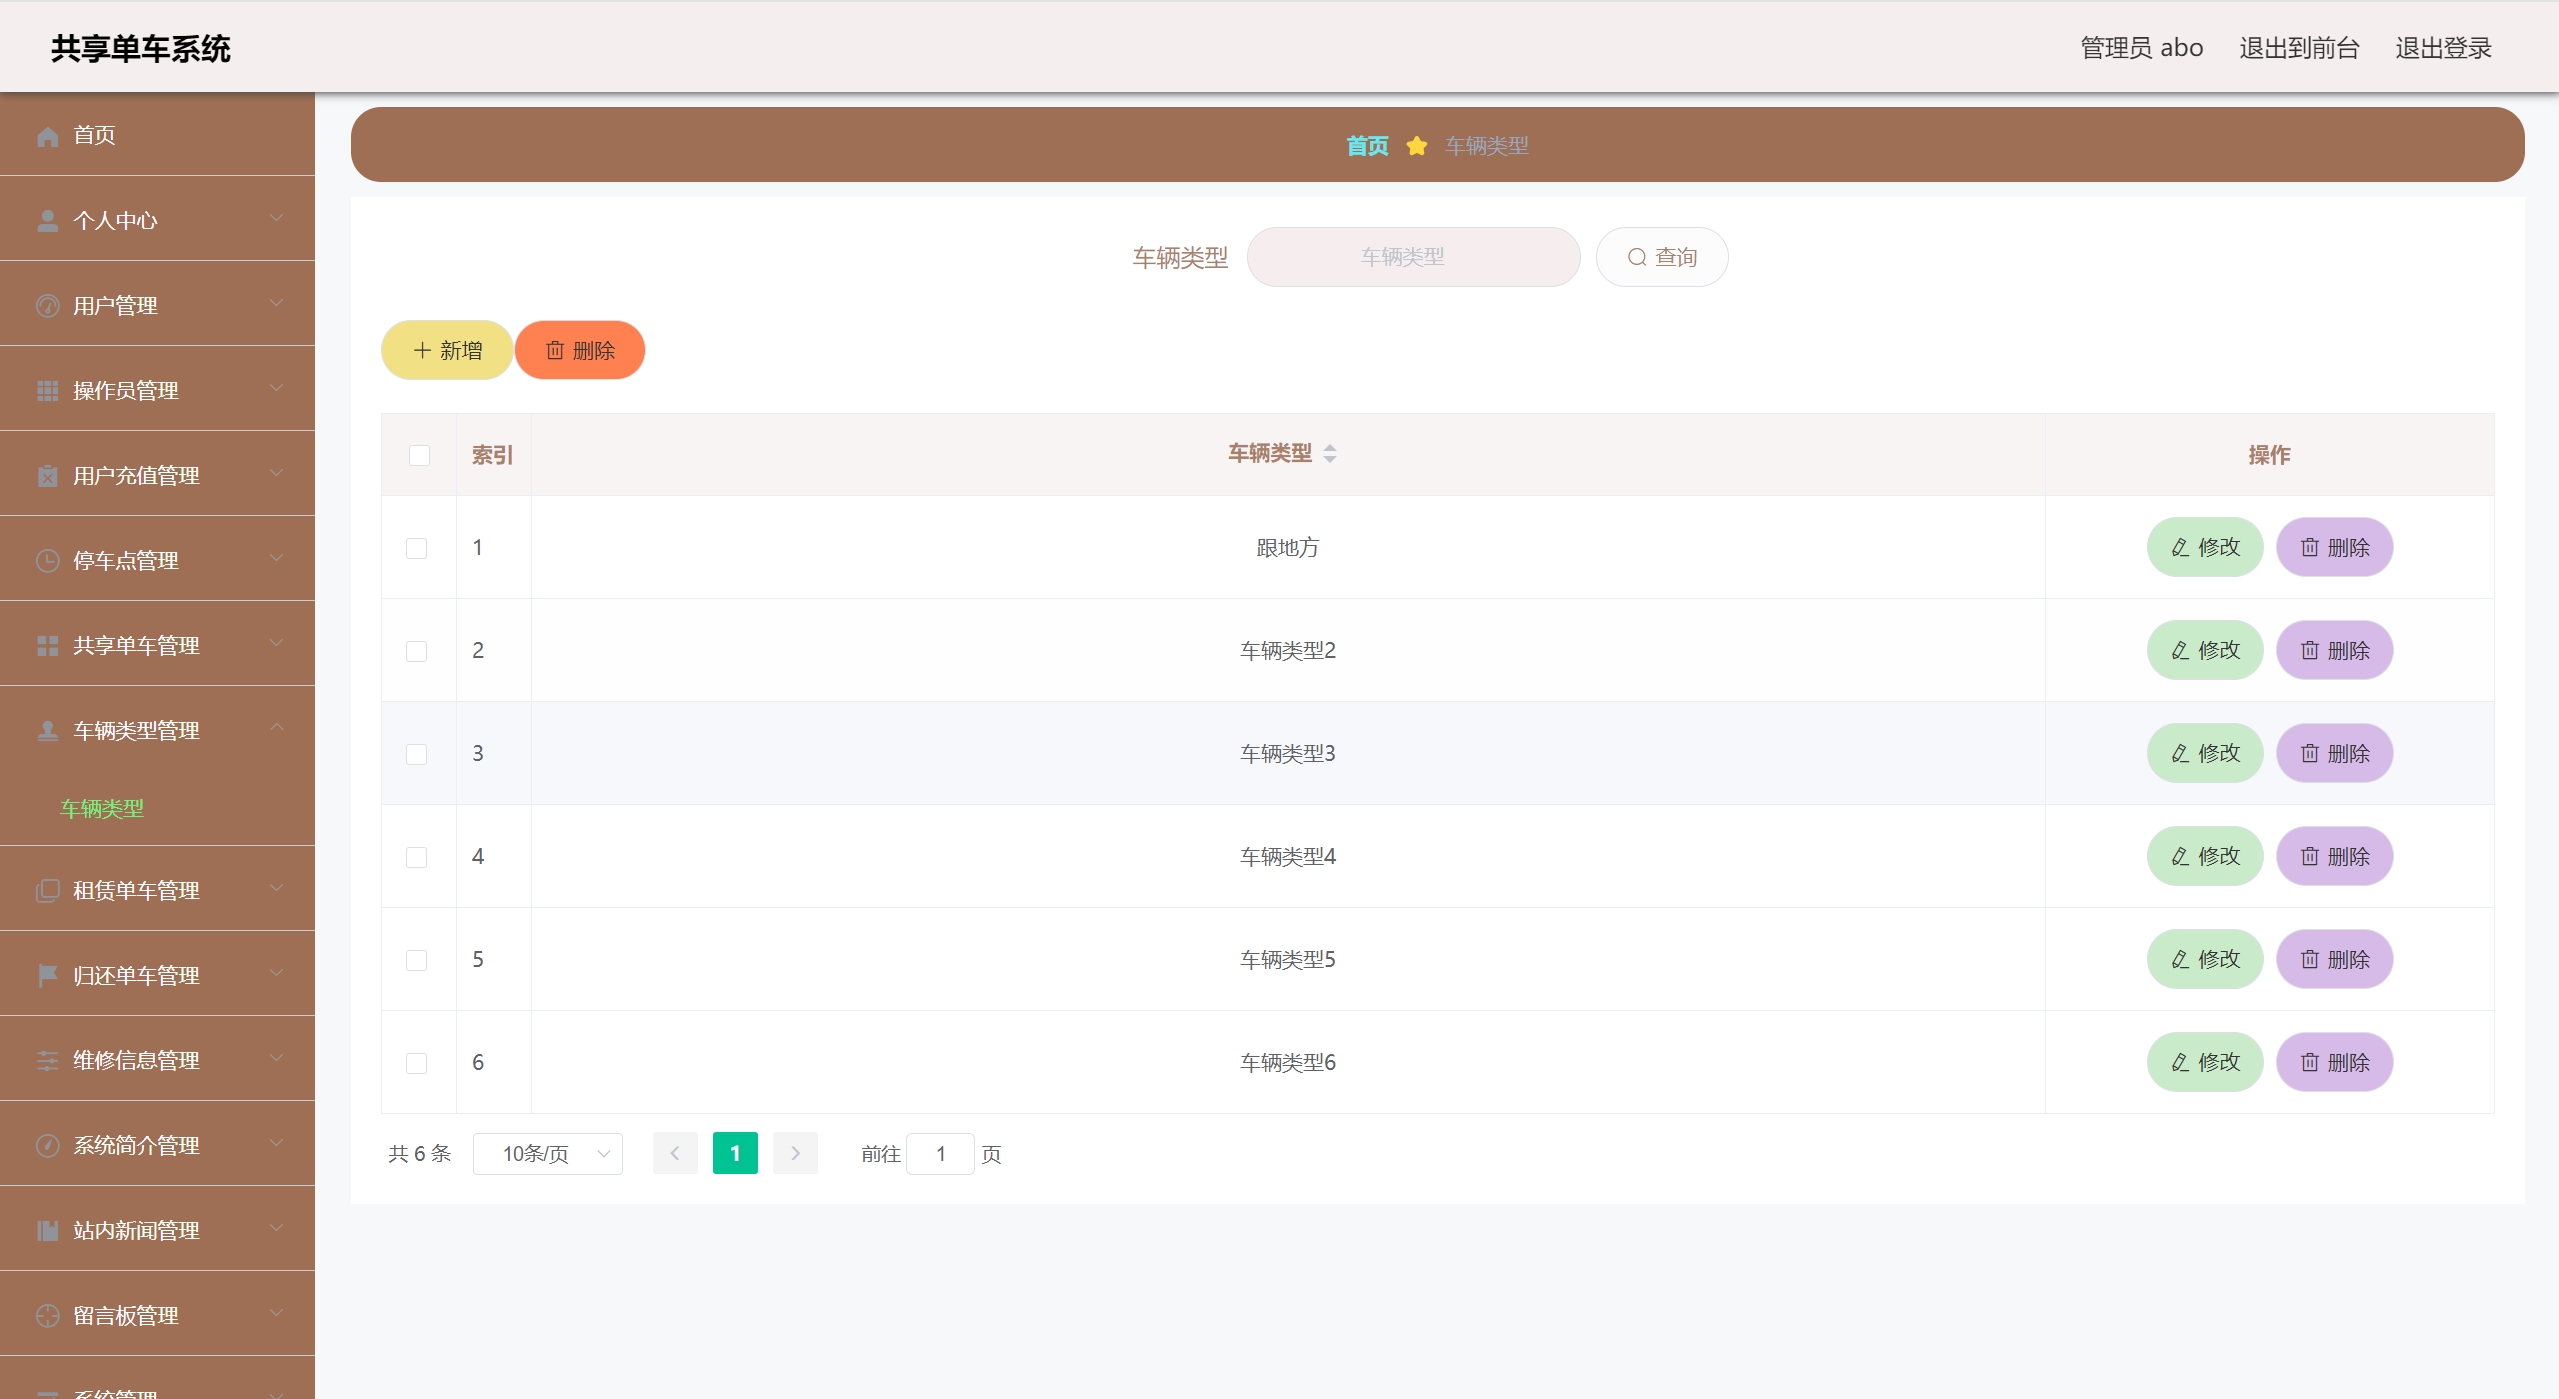 共享单车系统
管理员 abo 退出到前台 退出登录
首页
个人中心
用户管理
操作员管理
用户充值管理
停车点管理
共享单车管理
车辆类型管理
车辆类型
租赁单车管理
归还单车管理
维修信息管理
系统简介管理
站内新闻管理
留言板管理
系统管理
首页 车辆类型
车辆类型 车辆类型 查询
新增 删除
索引 车辆类型 操作
1 跟地方 修改 删除
2 车辆类型2 修改 删除
3 车辆类型3 修改 删除
4 车辆类型4 修改 删除
5 车辆类型5 修改 删除
6 车辆类型6 修改 删除
共 6 条 10条/页 1 前往 1 页